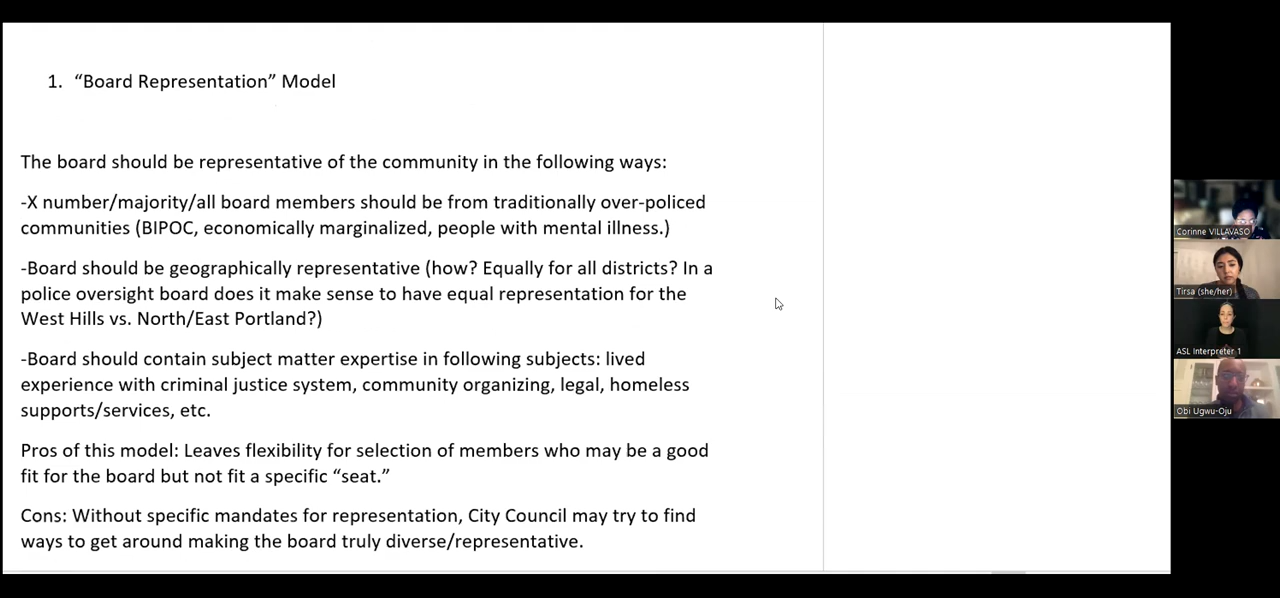 1. “Board Representation” Model
The board should be representative of the community in the following ways:
-X number/majority/all board members should be from traditionally over-policed
communities (BIPOC, economically marginalized, people with mental illness.)
-Board should be geographically representative (how? Equally for all districts? In a
police oversight board does it make sense to have equal representation for the
West Hills vs. North/East Portland?)
-Board should contain subject matter expertise in following subjects: lived
experience with criminal justice system, community organizing, legal, homeless
supports/services, etc.
Pros of this model: Leaves flexibility for selection of members who may be a good
fit for the board but not fit a specific “seat.”
Cons: Without specific mandates for representation, City Council may try to find
ways to get around making the board truly diverse/representative.
Corinne VILLAVASO
Tirsa (she/her)
ASL Interpreter 1
Obi Ugwu-Oju